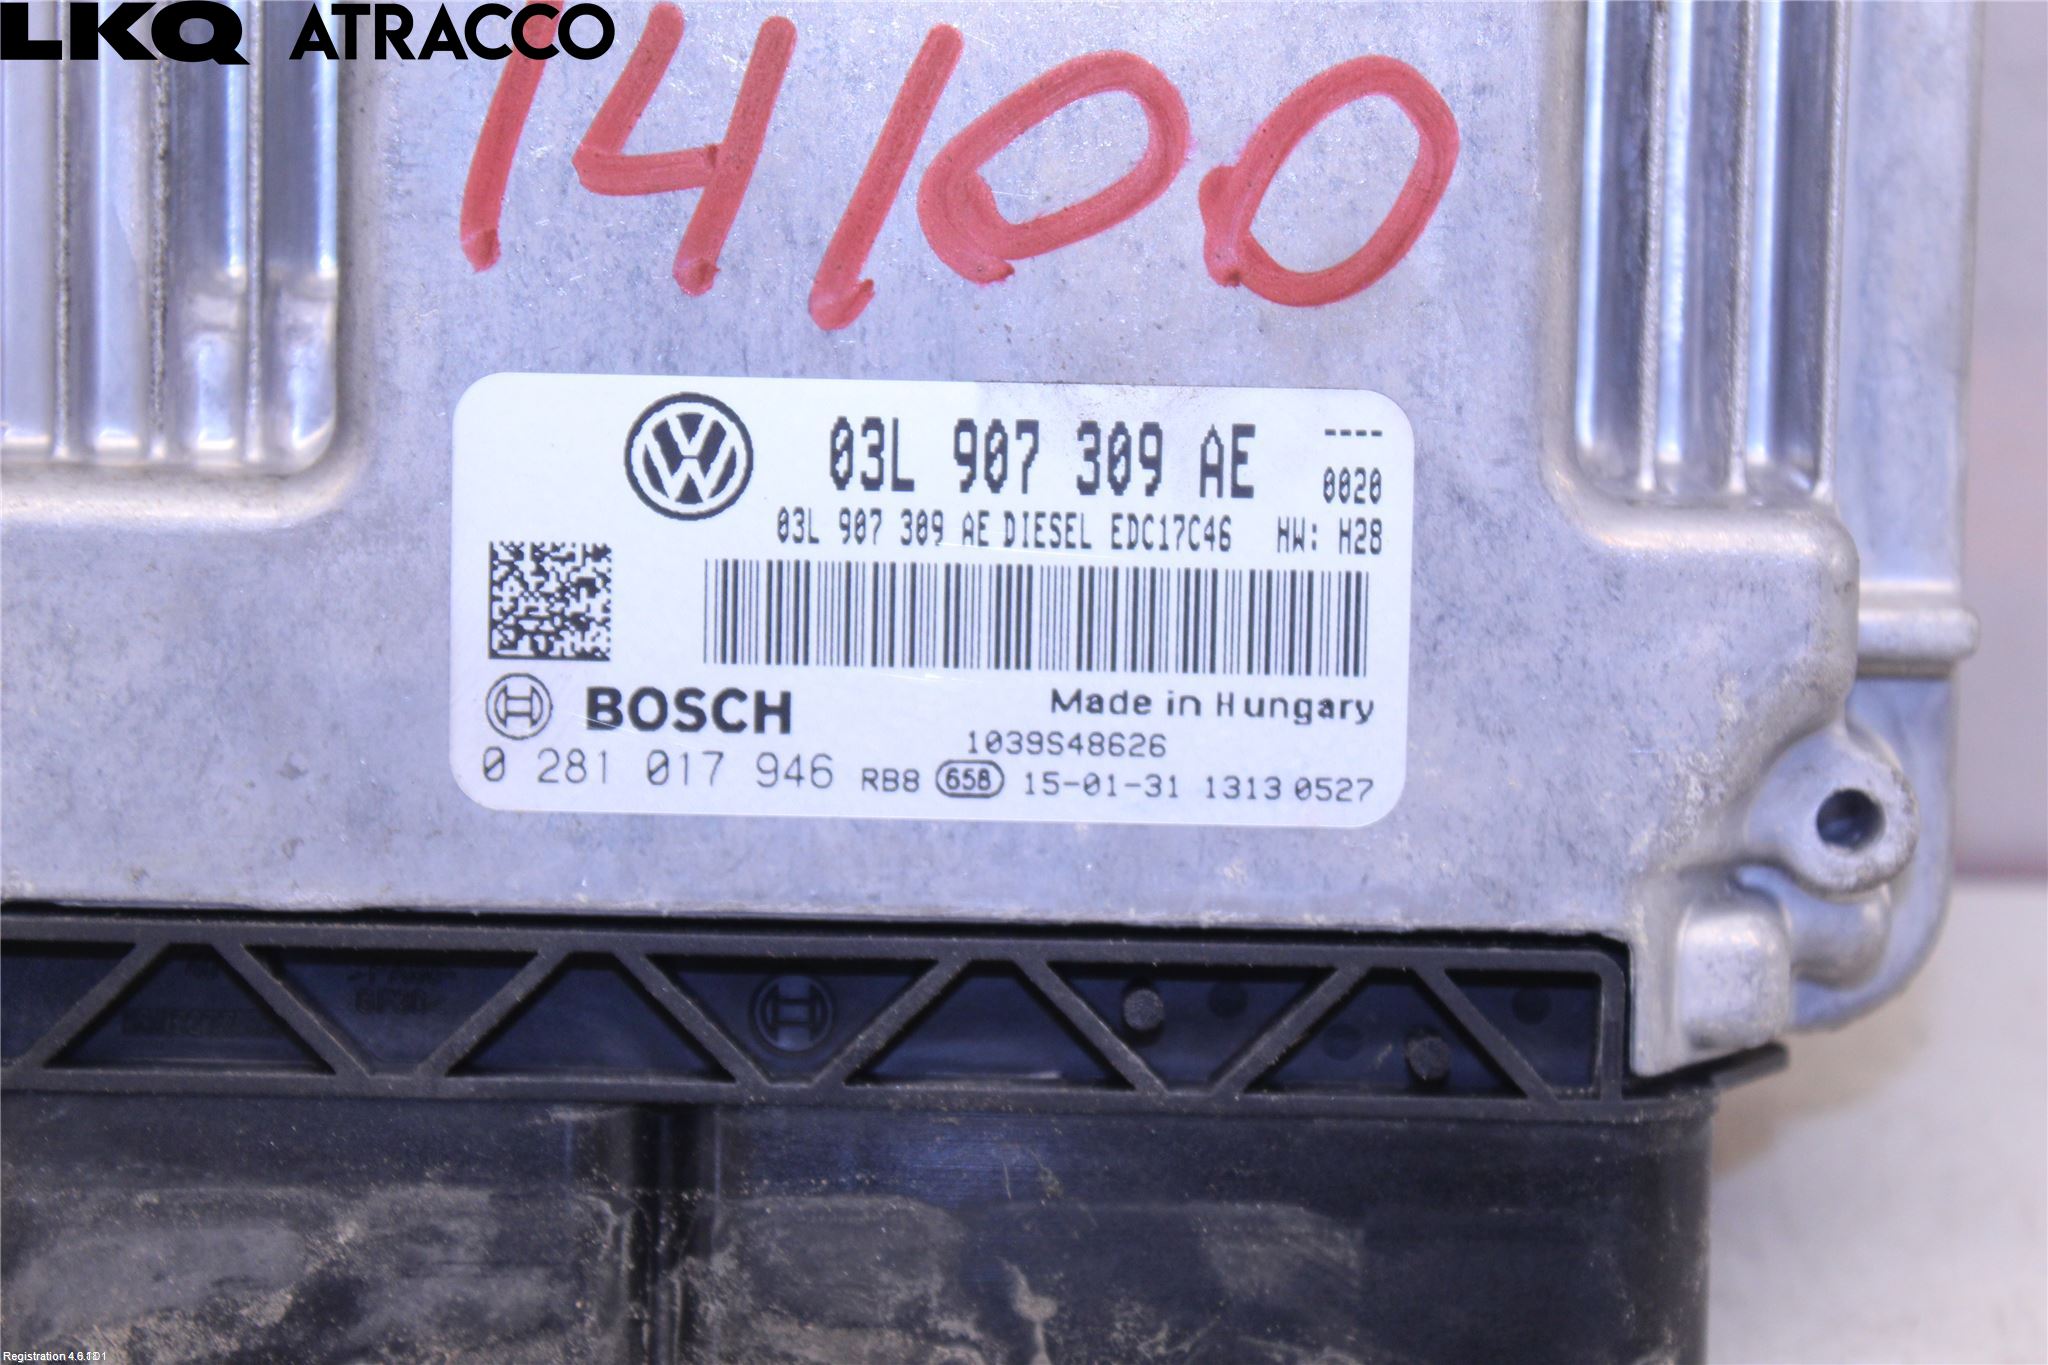 LKQ ATRACCO
14100
03L 907 309 AE ----
0020
03L 907 309 AE DIESEL EDC17C46 HW: H28
BOSCH Made in Hungary
1039S48626
0 281 017 946 RB8 658 15-01-31 1313 0527
Registration